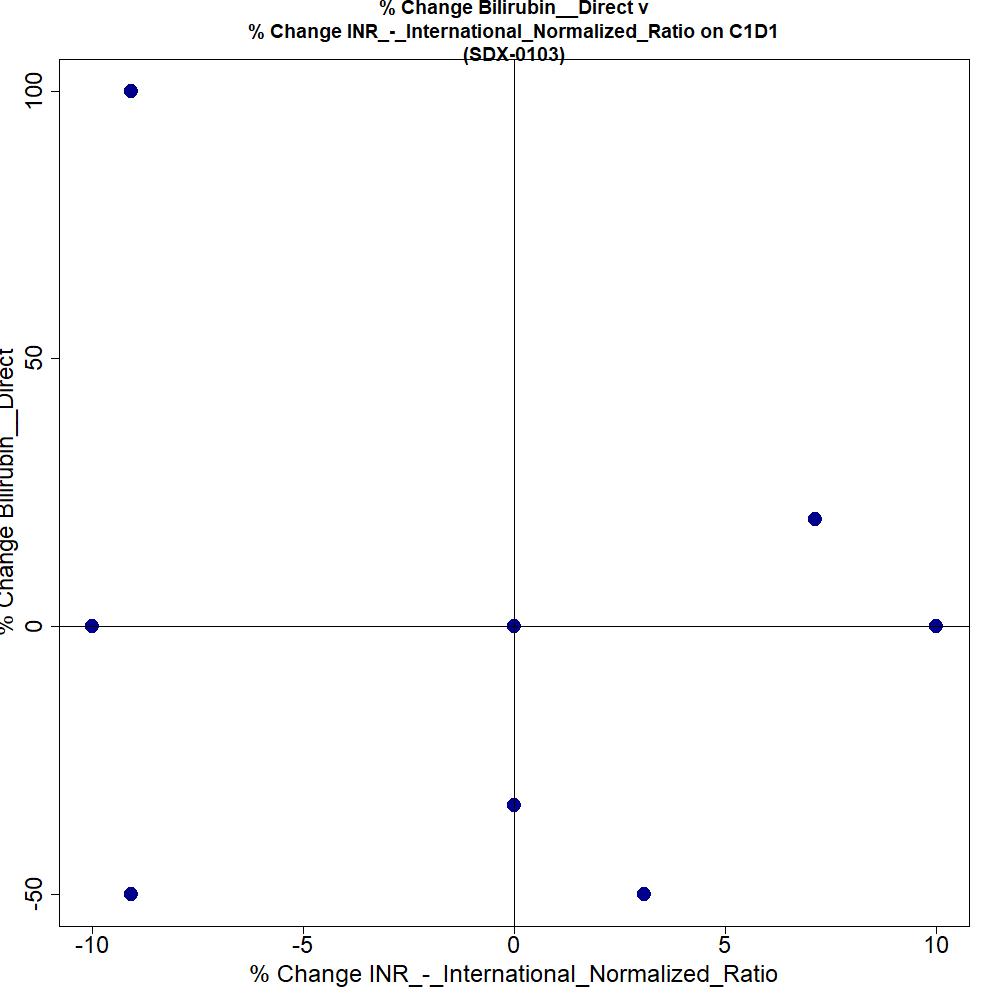 % Change Bilirubin__Direct v
% Change INR_-_International_Normalized_Ratio on C1D1
(SDX-0103)
100
50
0
-50
% Change Bilirubin__Direct
-10
-5
0
5
10
% Change INR_-_International_Normalized_Ratio